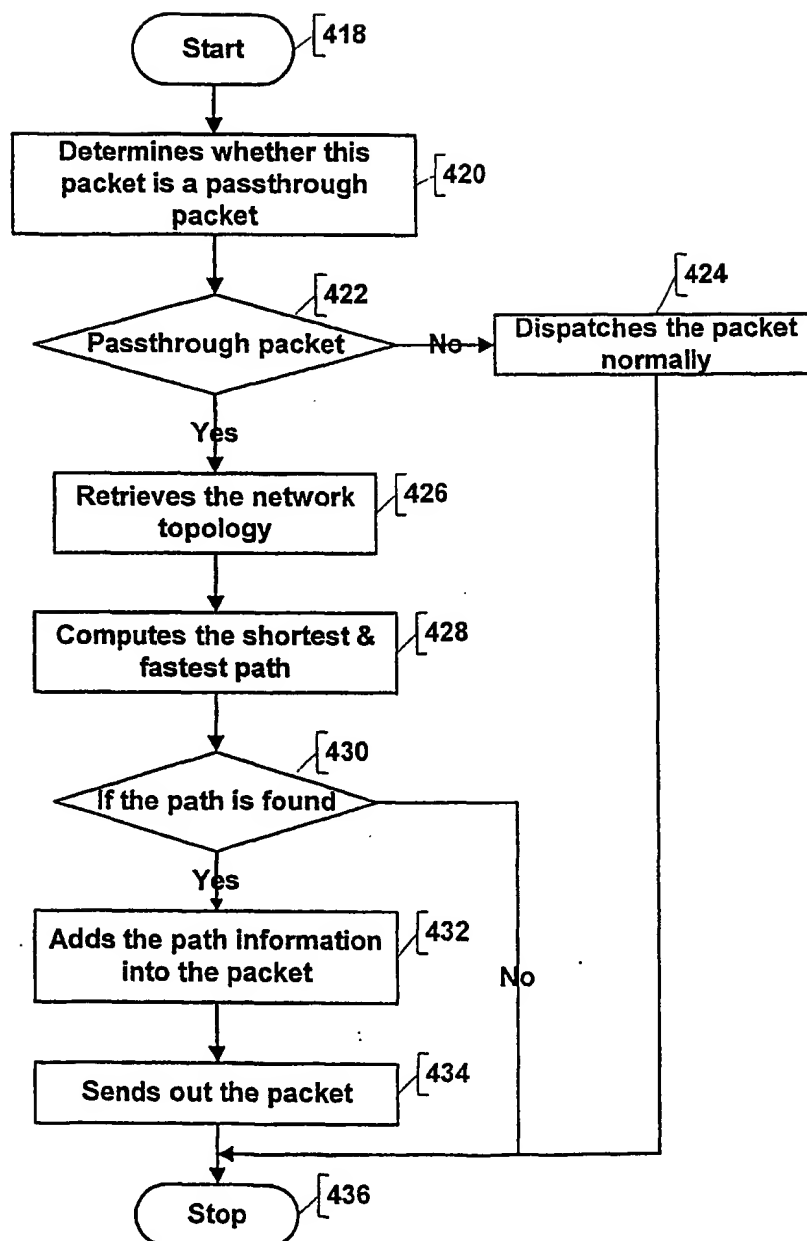 Start
418
Determines whether this
packet is a passthrough
packet
420
422
Passthrough packet
No
424
Dispatches the packet
normally
Yes
Retrieves the network
topology
426
Computes the shortest &
fastest path
428
430
If the path is found
Yes
Adds the path information
into the packet
432
No
Sends out the packet
434
Stop
436